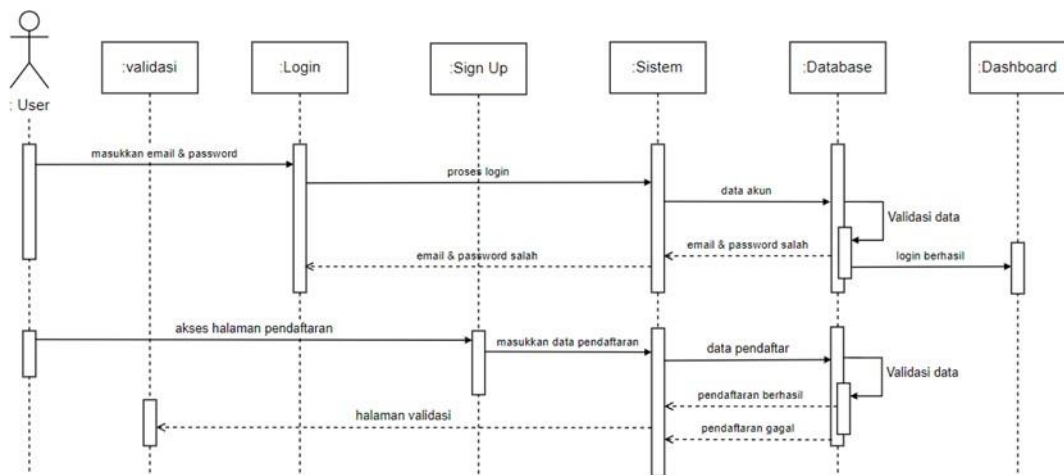 : User
:validasi
:Login
:Sign Up
:Sistem
:Database
:Dashboard
masukkan email & password
proses login
data akun
Validasi data
email & password salah
email & password salah
login berhasil
akses halaman pendaftaran
masukkan data pendaftaran
data pendaftar
Validasi data
pendaftaran berhasil
halaman validasi
pendaftaran gagal